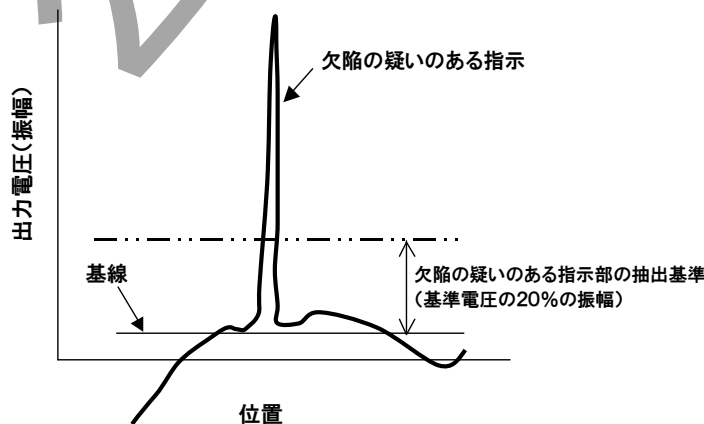 欠陥の疑いのある指示
出力電圧(振幅)
基線
欠陥の疑いのある指示部の抽出基準
(基準電圧の20%の振幅)
位置